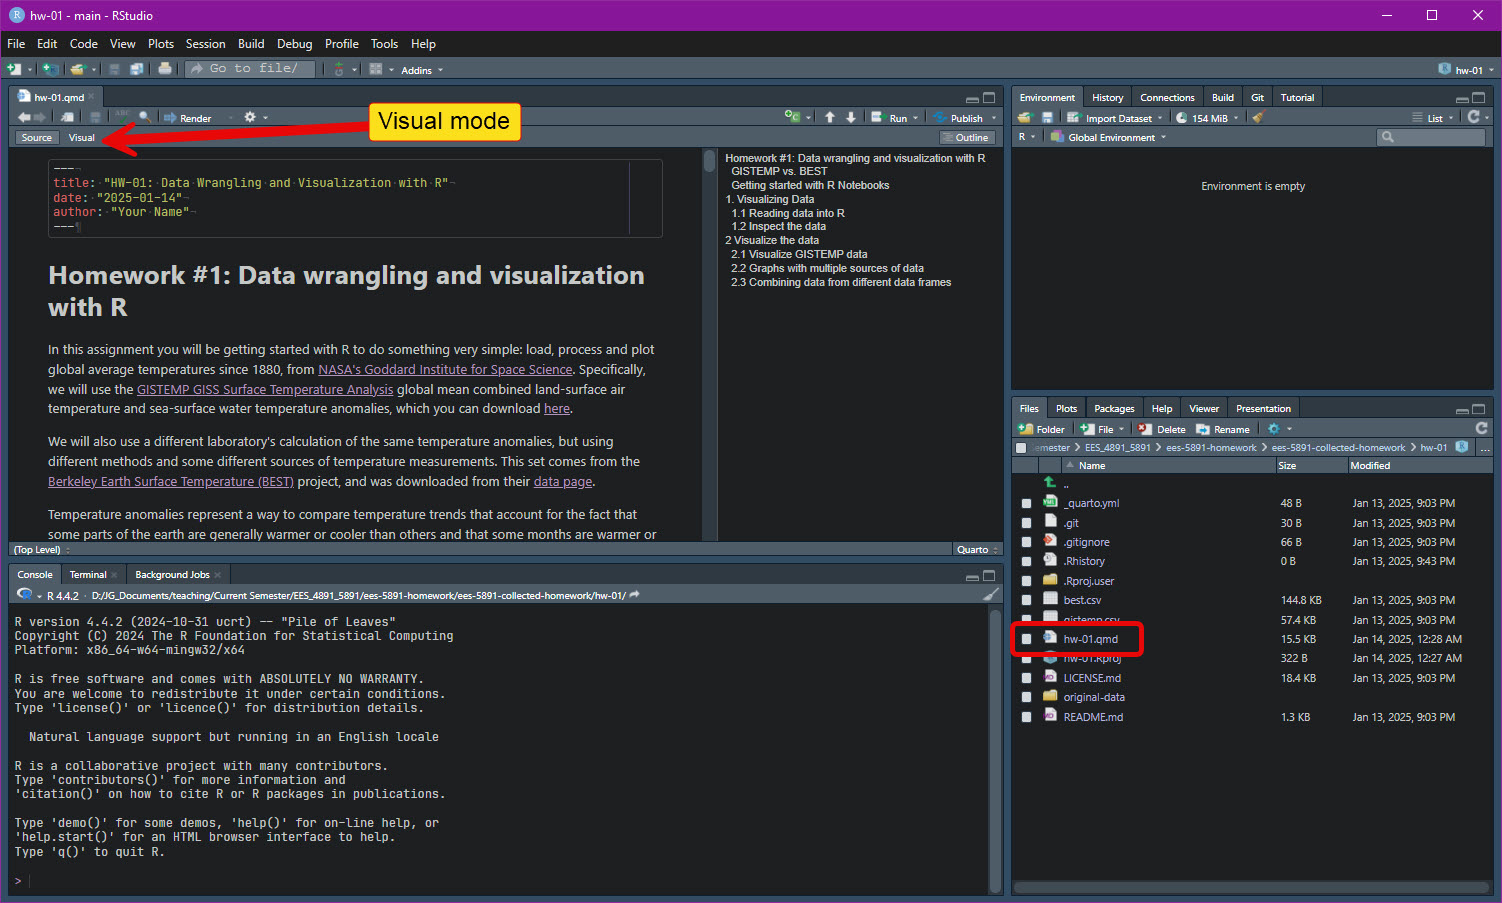 hw-01 - main - RStudio
File Edit Code View Plots Session Build Debug Profile Tools Help
Go to file/ Addins hw-01
hw-01.qmd
Render Run Publish
Source Visual Outline
Visual mode
---
title: "HW-01: Data Wrangling and Visualization with R"
date: "2025-01-14"
author: "Your Name"
---
Homework #1: Data wrangling and visualization
with R
In this assignment you will be getting started with R to do something very simple: load, process and plot
global average temperatures since 1880, from NASA's Goddard Institute for Space Science. Specifically,
we will use the GISTEMP GISS Surface Temperature Analysis global mean combined land-surface air
temperature and sea-surface water temperature anomalies, which you can download here.
We will also use a different laboratory's calculation of the same temperature anomalies, but using
different methods and some different sources of temperature measurements. This set comes from the
Berkeley Earth Surface Temperature (BEST) project, and was downloaded from their data page.
Temperature anomalies represent a way to compare temperature trends that account for the fact that
some parts of the earth are generally warmer or cooler than others and that some months are warmer or
(Top Level) Quarto
Homework #1: Data wrangling and visualization with R
GISTEMP vs. BEST
Getting started with R Notebooks
1. Visualizing Data
1.1 Reading data into R
1.2 Inspect the data
2 Visualize the data
2.1 Visualize GISTEMP data
2.2 Graphs with multiple sources of data
2.3 Combining data from different data frames
Console Terminal Background Jobs
R 4.4.2 · D:/JG_Documents/teaching/Current Semester/EES_4891_5891/ees-5891-homework/ees-5891-collected-homework/hw-01/
R version 4.4.2 (2024-10-31 ucrt) -- "Pile of Leaves"
Copyright (C) 2024 The R Foundation for Statistical Computing
Platform: x86_64-w64-mingw32/x64
R is free software and comes with ABSOLUTELY NO WARRANTY.
You are welcome to redistribute it under certain conditions.
Type 'license()' or 'licence()' for distribution details.
Natural language support but running in an English locale
R is a collaborative project with many contributors.
Type 'contributors()' for more information and
'citation()' on how to cite R or R packages in publications.
Type 'demo()' for some demos, 'help()' for on-line help, or
'help.start()' for an HTML browser interface to help.
Type 'q()' to quit R.
>
Environment History Connections Build Git Tutorial
Import Dataset 154 MiB List
R Global Environment
Environment is empty
Files Plots Packages Help Viewer Presentation
Folder File Delete Rename
emester EES_4891_5891 ees-5891-homework ees-5891-collected-homework hw-01 ...
Name Size Modified
..
_quarto.yml 48 B Jan 13, 2025, 9:03 PM
.git 30 B Jan 13, 2025, 9:03 PM
.gitignore 66 B Jan 13, 2025, 9:03 PM
.Rhistory 0 B Jan 13, 2025, 9:43 PM
.Rproj.user
best.csv 144.8 KB Jan 13, 2025, 9:03 PM
gistemp.csv 57.4 KB Jan 13, 2025, 9:03 PM
hw-01.qmd 15.5 KB Jan 14, 2025, 12:28 AM
hw-01.Rproj 322 B Jan 14, 2025, 12:27 AM
LICENSE.md 18.4 KB Jan 13, 2025, 9:03 PM
original-data
README.md 1.3 KB Jan 13, 2025, 9:03 PM